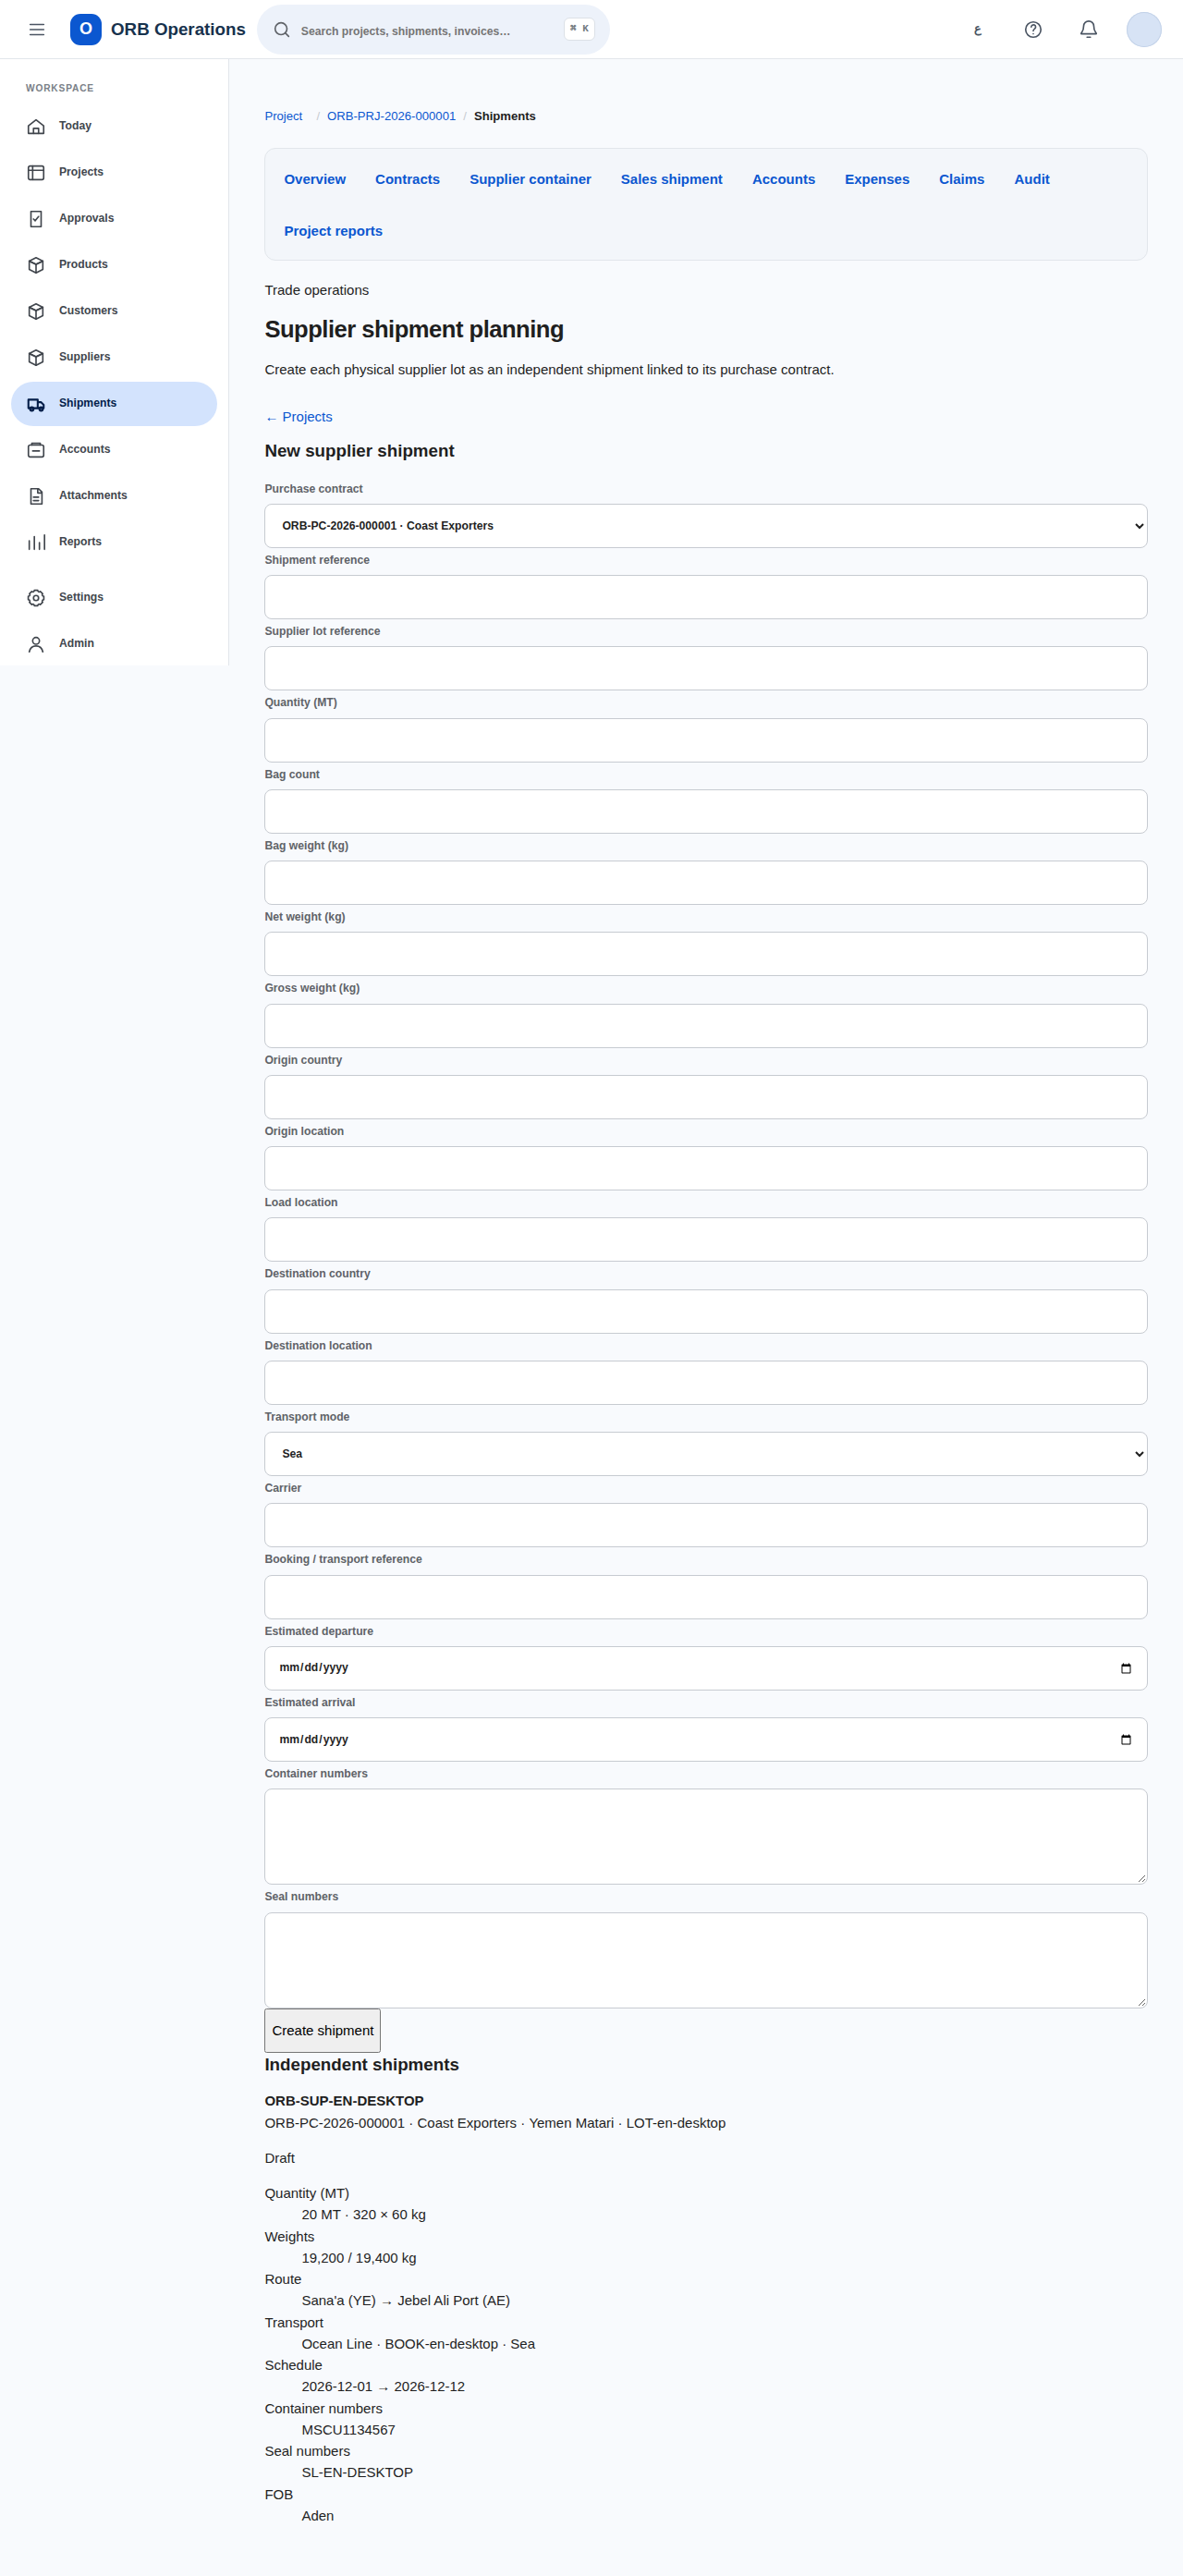 O
ORB Operations
Search projects, shipments, invoices…
⌘ K
ع
WORKSPACE
Today
Projects
Approvals
Products
Customers
Suppliers
Shipments
Accounts
Attachments
Reports
Settings
Admin
Project / ORB-PRJ-2026-000001 / Shipments
Overview Contracts Supplier container Sales shipment Accounts Expenses Claims Audit
Project reports
Trade operations
Supplier shipment planning
Create each physical supplier lot as an independent shipment linked to its purchase contract.
← Projects
New supplier shipment
Purchase contract
ORB-PC-2026-000001 · Coast Exporters
Shipment reference
Supplier lot reference
Quantity (MT)
Bag count
Bag weight (kg)
Net weight (kg)
Gross weight (kg)
Origin country
Origin location
Load location
Destination country
Destination location
Transport mode
Sea
Carrier
Booking / transport reference
Estimated departure
mm/dd/yyyy
Estimated arrival
mm/dd/yyyy
Container numbers
Seal numbers
Create shipment
Independent shipments
ORB-SUP-EN-DESKTOP
ORB-PC-2026-000001 · Coast Exporters · Yemen Matari · LOT-en-desktop
Draft
Quantity (MT)
20 MT · 320 × 60 kg
Weights
19,200 / 19,400 kg
Route
Sana'a (YE) → Jebel Ali Port (AE)
Transport
Ocean Line · BOOK-en-desktop · Sea
Schedule
2026-12-01 → 2026-12-12
Container numbers
MSCU1134567
Seal numbers
SL-EN-DESKTOP
FOB
Aden